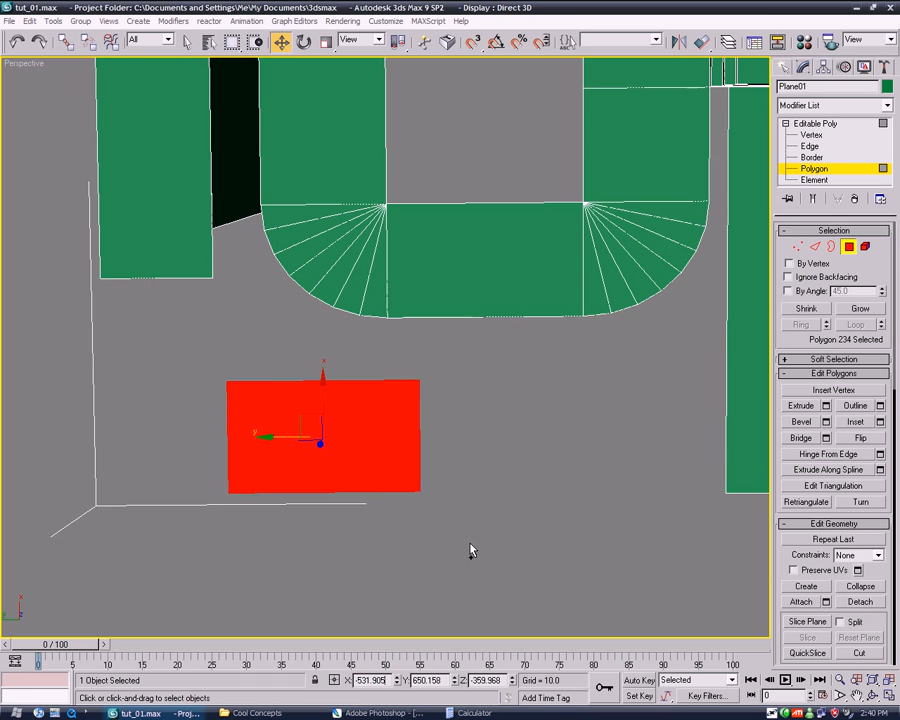 tut_01.max - Project Folder: C:\Documents and Settings\Me\My Documents\3dsmax - Autodesk 3ds Max 9 SP2 - Display : Direct 3D
File Edit Tools Group Views Create Modifiers reactor Animation Graph Editors Rendering Customize MAXScript Help
All View View
Perspective
Plane01
Modifier List
Editable Poly
Vertex
Edge
Border
Polygon
Element
- Selection
By Vertex
Ignore Backfacing
By Angle: 45.0
Shrink Grow
Ring Loop
Polygon 234 Selected
+ Soft Selection
- Edit Polygons
Insert Vertex
Extrude Outline
Bevel Inset
Bridge Flip
Hinge From Edge
Extrude Along Spline
Edit Triangulation
Retriangulate Turn
- Edit Geometry
Repeat Last
Constraints: None
Preserve UVs
Create Collapse
Attach Detach
Slice Plane Split
Slice Reset Plane
QuickSlice Cut
x
y
x
y z
0 / 100
0 5 10 15 20 25 30 35 40 45 50 55 60 65 70 75 80 85 90 95 100
1 Object Selected X: -531.905 Y: 650.158 Z: -359.968 Grid = 10.0 Auto Key Selected
Click or click-and-drag to select objects Add Time Tag Set Key Key Filters... 0
start tut_01.max - Proj... Cool Concepts Adobe Photoshop - [... Calculator 2:40 PM